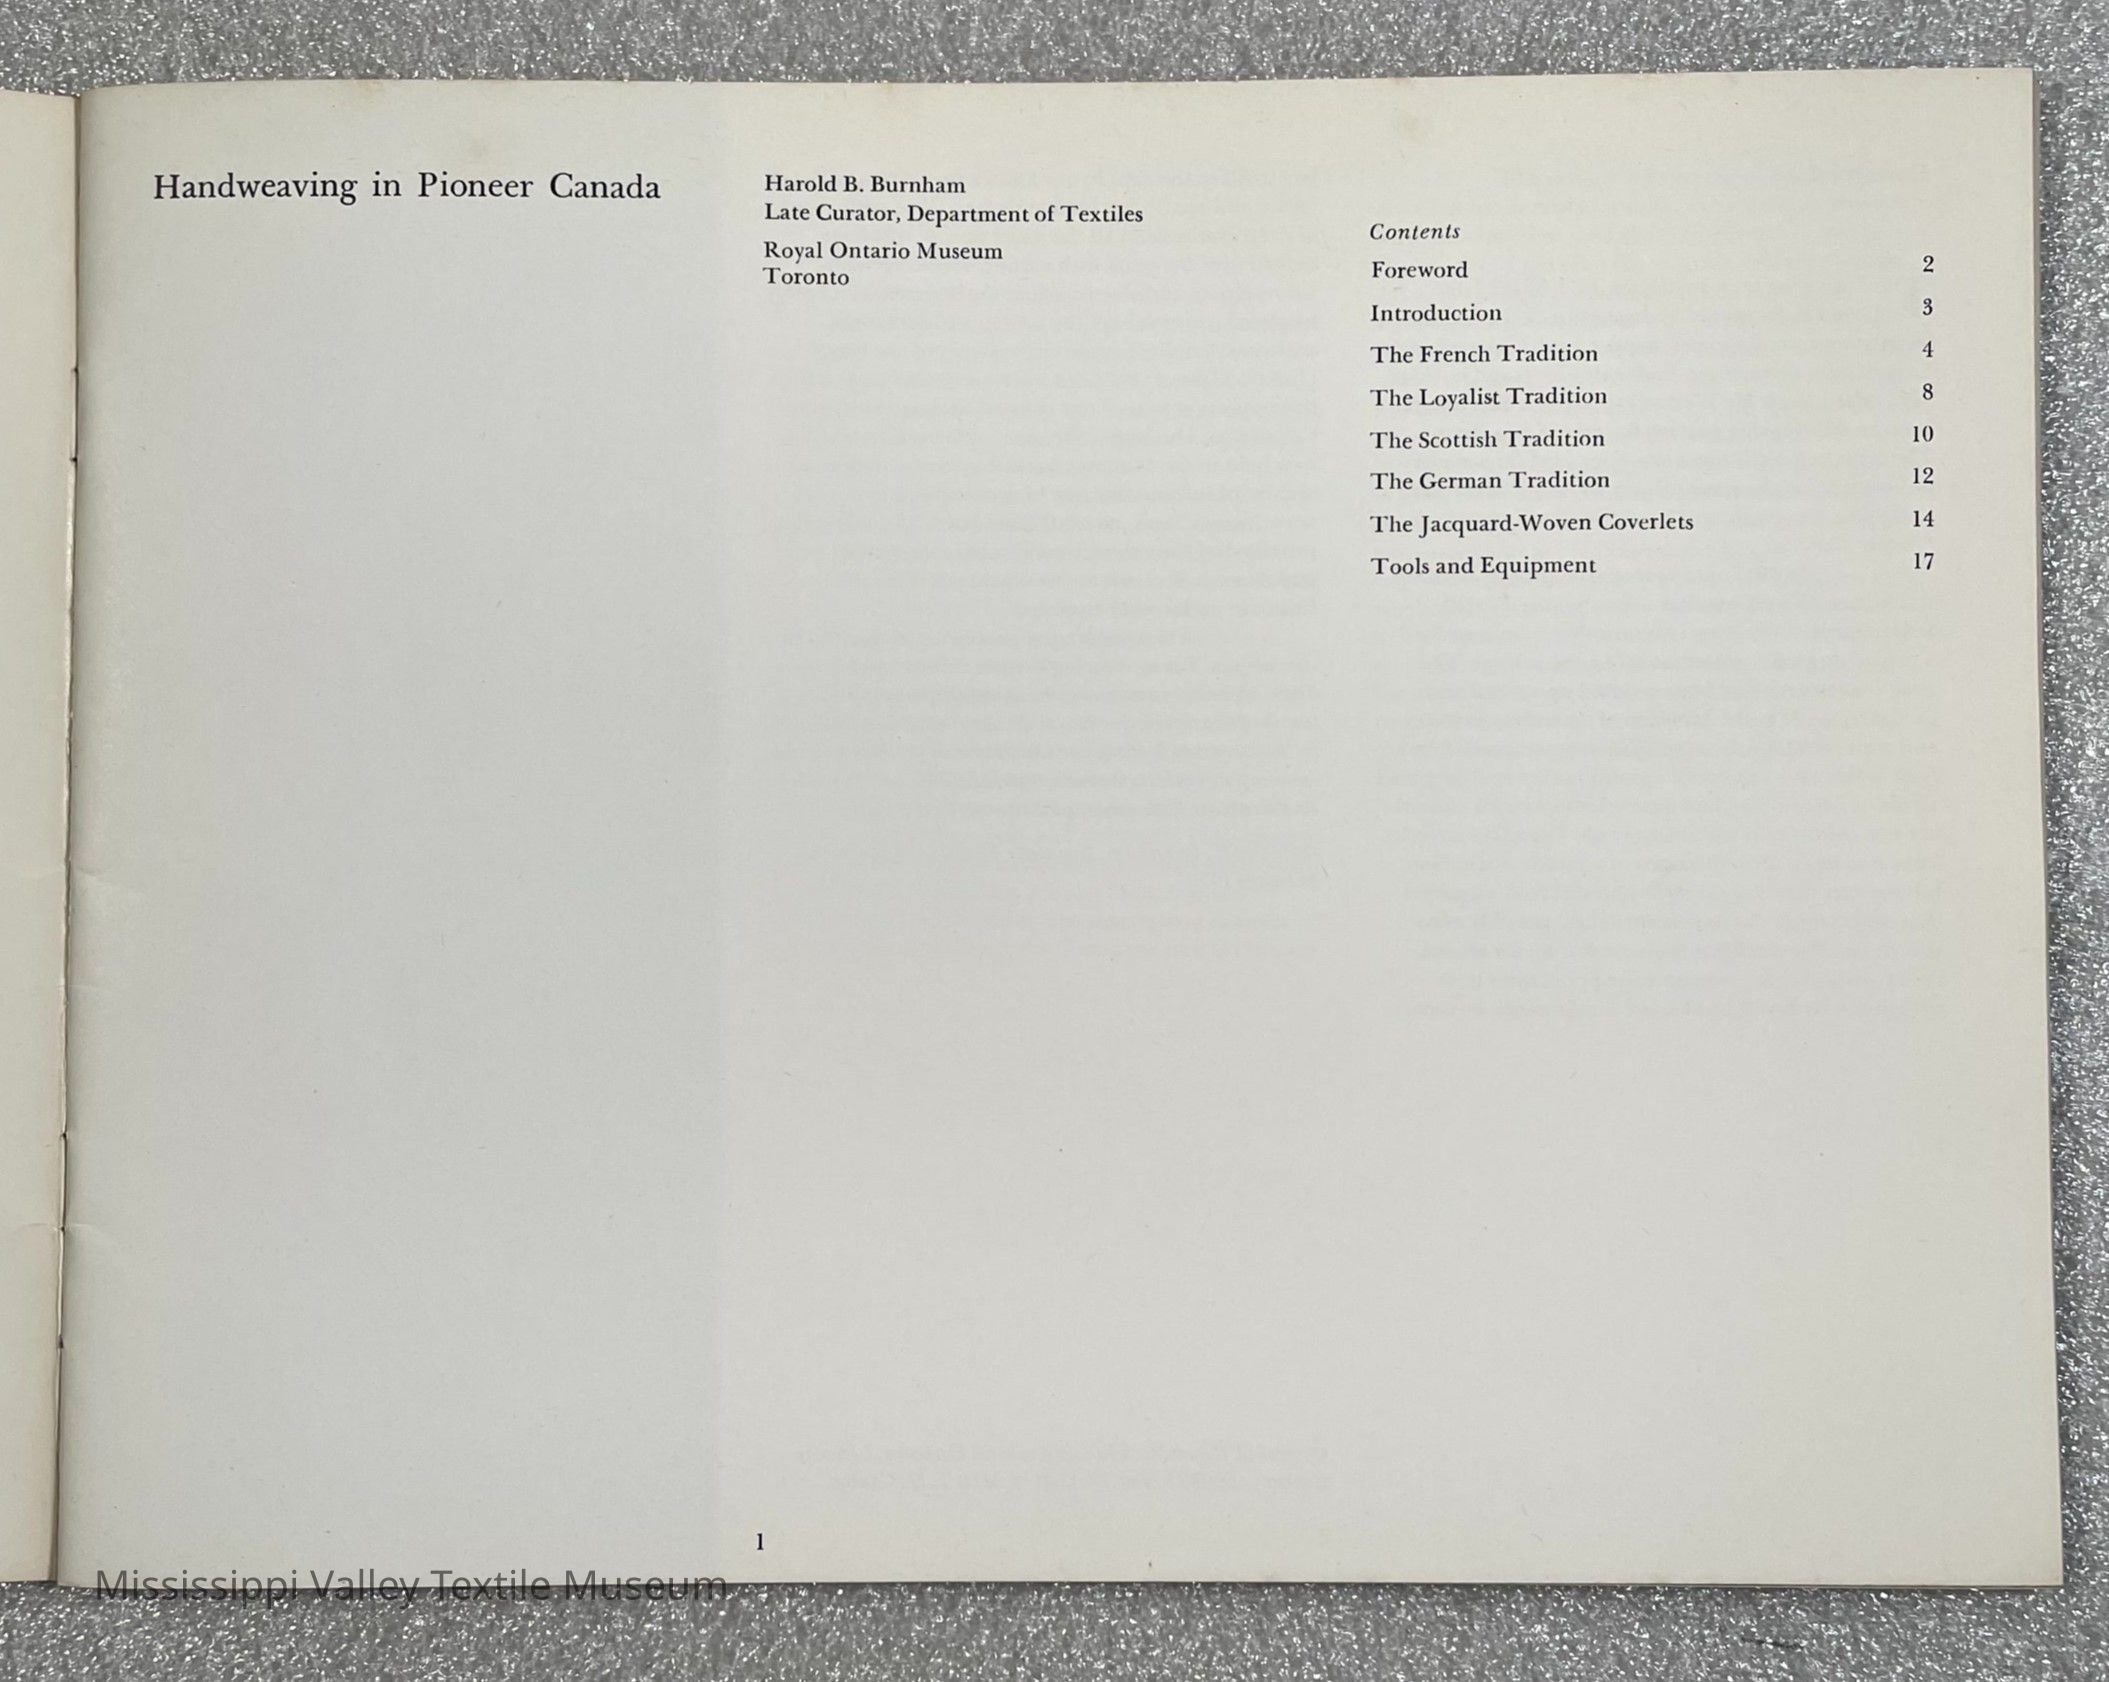 Handweaving in Pioneer Canada
Harold B. Burnham
Late Curator, Department of Textiles
Royal Ontario Museum
Toronto
Contents
Foreword 2
Introduction 3
The French Tradition 4
The Loyalist Tradition 8
The Scottish Tradition 10
The German Tradition 12
The Jacquard-Woven Coverlets 14
Tools and Equipment 17
1
Mississippi Valley Textile Museum